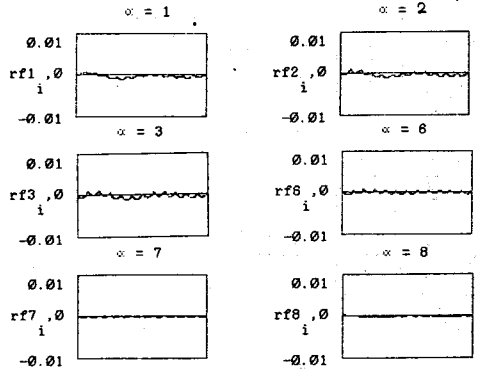 ∝ = 1
0.01
rf1 ,0
i
-0.01
∝ = 2
0.01
rf2 ,0
i
-0.01
∝ = 3
0.01
rf3 ,0
i
-0.01
∝ = 6
0.01
rf6 ,0
i
-0.01
∝ = 7
0.01
rf7 ,0
i
-0.01
∝ = 8
0.01
rf8 ,0
i
-0.01